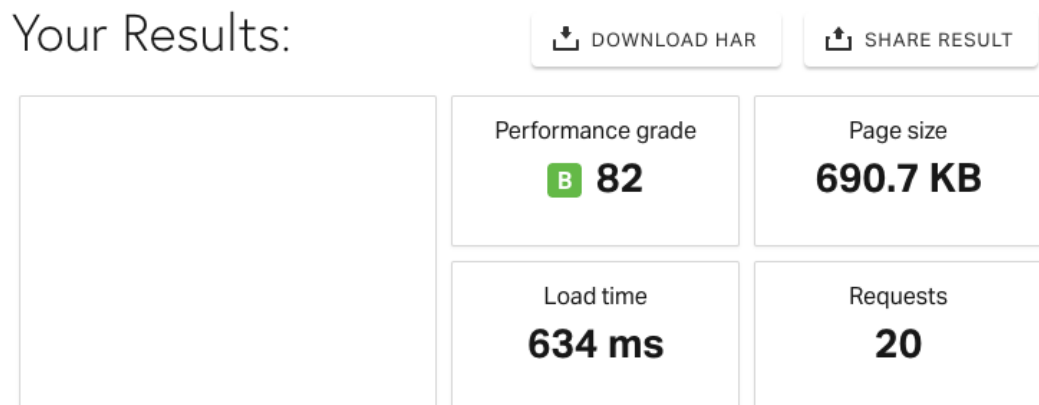 Your Results:
DOWNLOAD HAR
SHARE RESULT
Performance grade
B 82
Page size
690.7 KB
Load time
634 ms
Requests
20